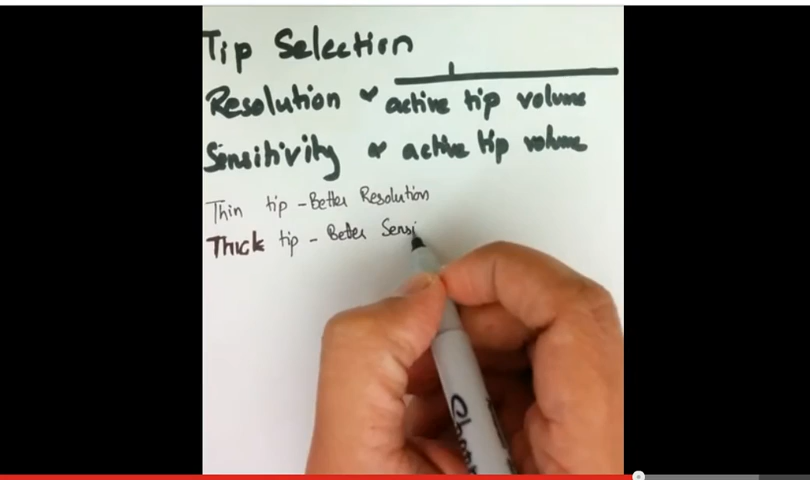 Tip Selection
1
Resolution ∝ active tip volume
Sensitivity ∝ active tip volume
Thin tip - Better Resolution
Thick tip - Better Sensi